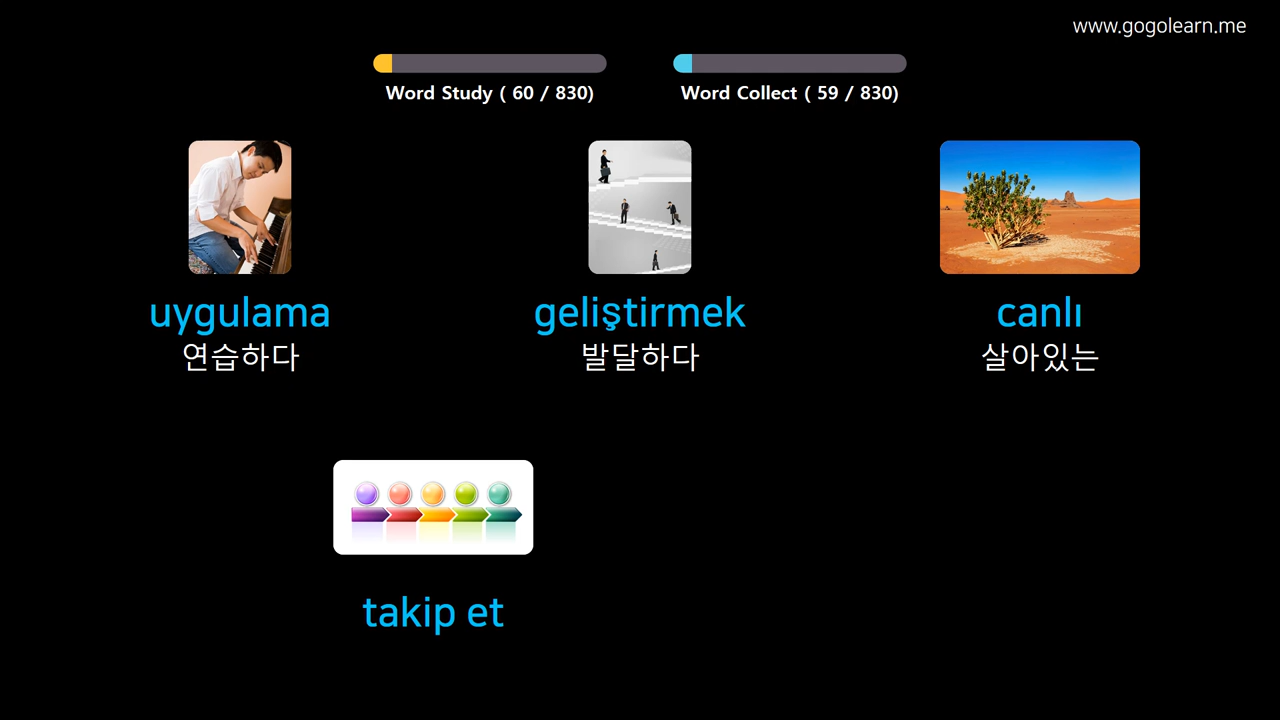 www.gogolearn.me
Word Study ( 60 / 830)
Word Collect ( 59 / 830)
uygulama
연습하다
geliştirmek
발달하다
canlı
살아있는
takip et